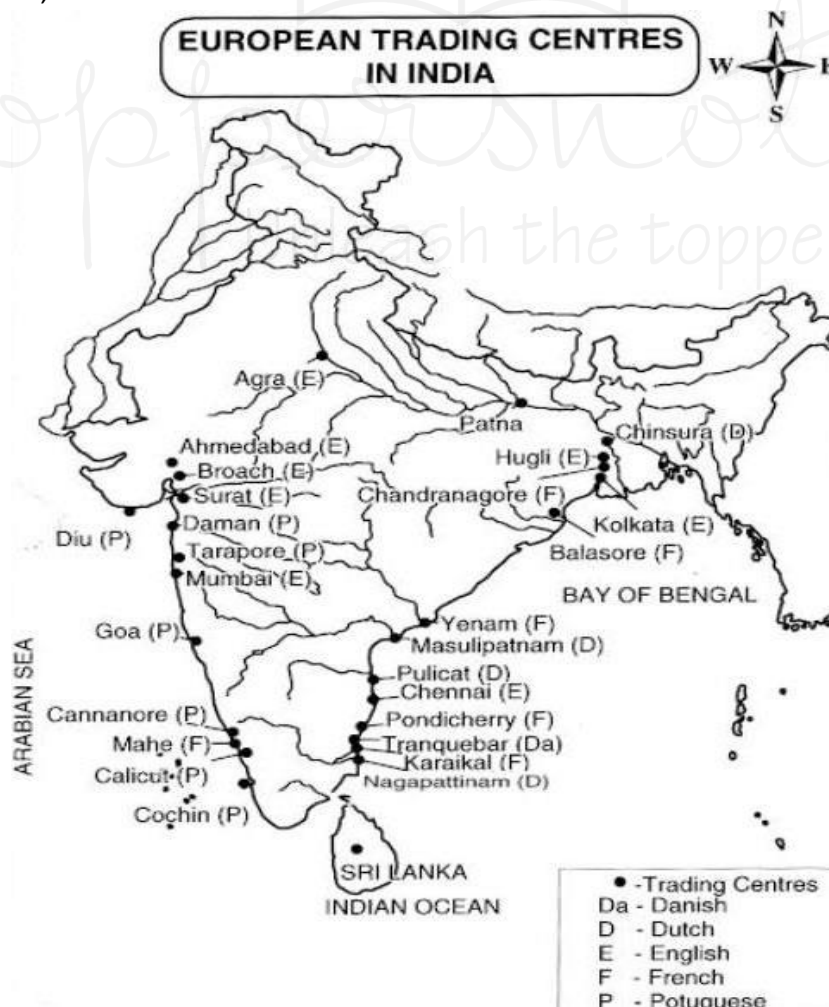 EUROPEAN TRADING CENTRES
IN INDIA
N
W
E
S
Agra (E)
Patna
Chinsura (D)
Ahmedabad (E)
Hugli (E)
Broach (E)
Surat (E)
Chandranagore (F)
Kolkata (E)
Daman (P)
Diu (P)
Balasore (F)
Tarapore (P)
Mumbai (E)
BAY OF BENGAL
Yenam (F)
Goa (P)
Masulipatnam (D)
ARABIAN SEA
Pulicat (D)
Chennai (E)
Cannanore (P)
Pondicherry (F)
Mahe (F)
Tranquebar (Da)
Karaikal (F)
Calicut (P)
Nagapattinam (D)
Cochin (P)
SRI LANKA
INDIAN OCEAN
-Trading Centres
Da - Danish
D - Dutch
E - English
F - French
P - Potuguese
the toppe